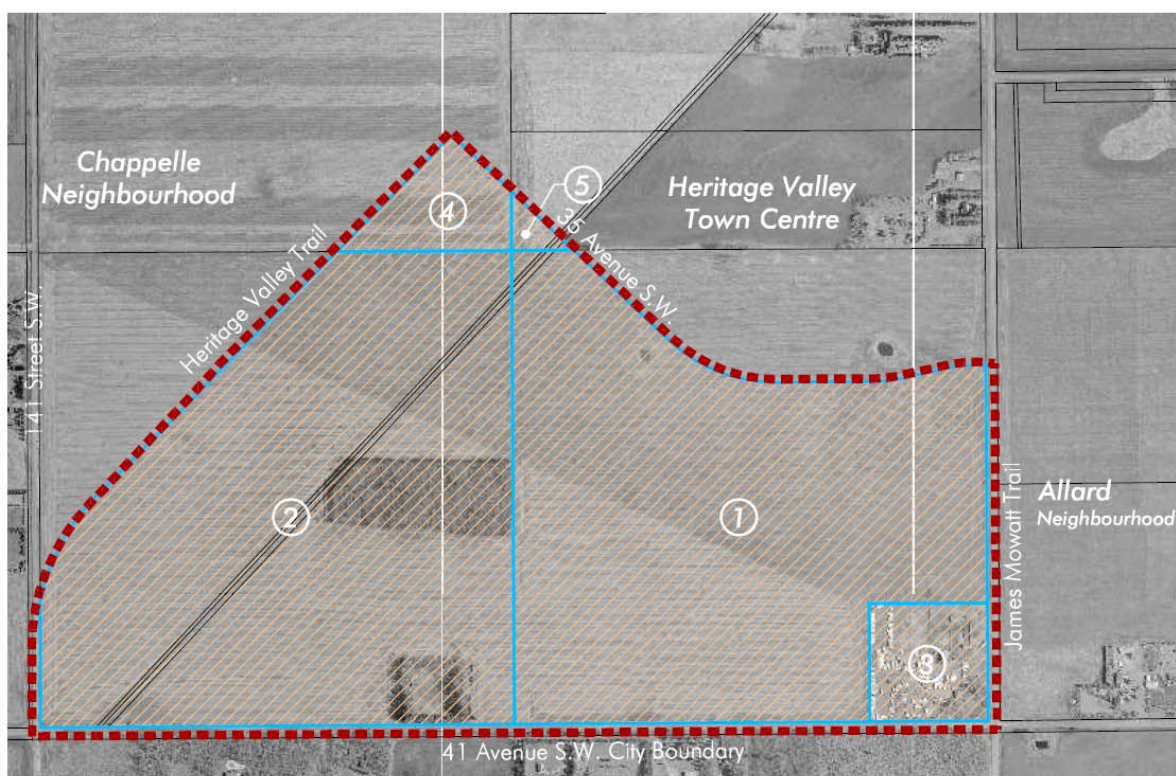 Chappelle
Neighbourhood
Heritage Valley
Town Centre
4
5
35 Avenue S.W.
Heritage Valley Trail
141 Street S.W.
2
1
Allard
Neighbourhood
James Mowatt Trail
3
41 Avenue S.W. City Boundary